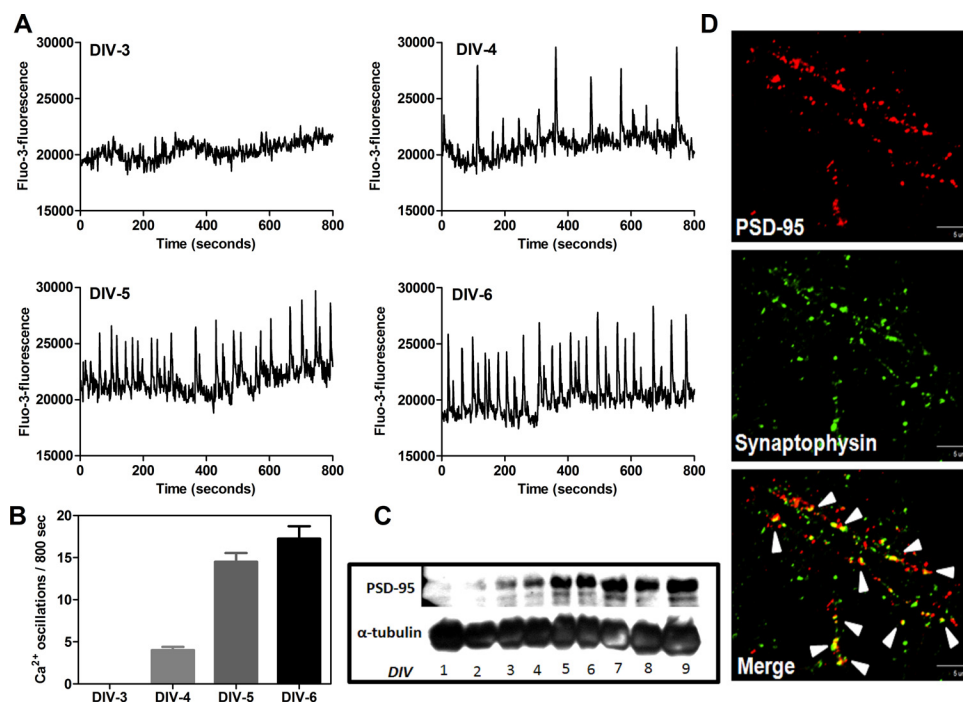 A
DIV-3
30000
25000
20000
15000
Fluo-3-fluorescence
0 200 400 600 800
Time (seconds)
DIV-4
30000
25000
20000
15000
Fluo-3-fluorescence
0 200 400 600 800
Time (seconds)
DIV-5
30000
25000
20000
15000
Fluo-3-fluorescence
0 200 400 600 800
Time (seconds)
DIV-6
30000
25000
20000
15000
Fluo-3-fluorescence
0 200 400 600 800
Time (seconds)
B
20
15
10
5
0
Ca²⁺ oscillations / 800 sec
DIV-3 DIV-4 DIV-5 DIV-6
C
PSD-95
α-tubulin
DIV 1 2 3 4 5 6 7 8 9
D
PSD-95
Synaptophysin
Merge